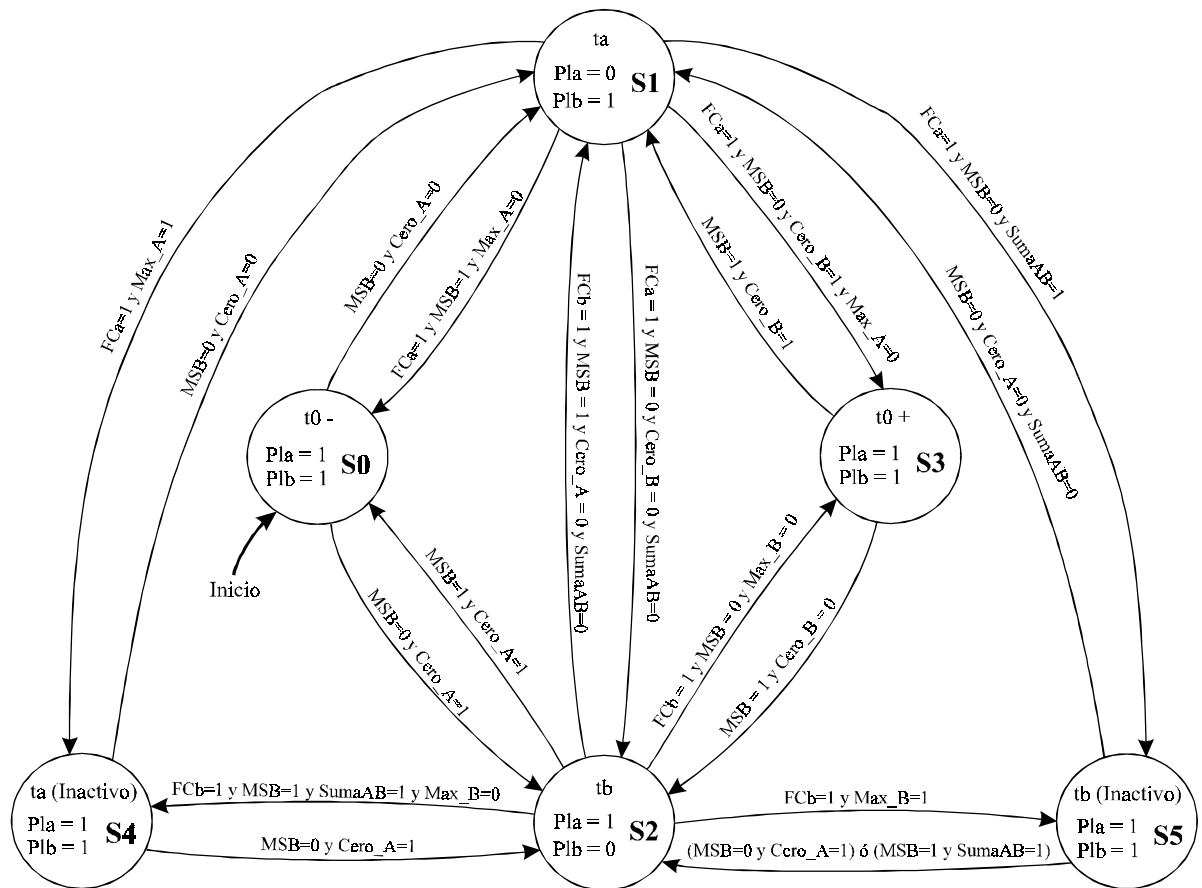 ta
Pla = 0
Plb = 1
S1
FCa=1 y Max_A=1
MSB=0 y Cero_A=0
MSB=0 y Cero_A=0
FCa=1 y MSB=1 y Max_A=0
FCb = 1 y MSB = 1 y Cero_A = 0 y SumaAB=0
FCa = 1 y MSB = 0 y Cero_B = 0 y SumaAB=0
MSB=1 y Cero_B=1
FCa=1 y MSB=0 y Cero_B=1 y Max_A=0
MSB=0 y Cero_A=0 y SumaAB=0
FCa=1 y MSB=0 y SumaAB=1
t0 -
Pla = 1
Plb = 1
S0
t0 +
Pla = 1
Plb = 1
S3
Inicio
MSB=0 y Cero_A=1
MSB=1 y Cero_A=1
FCb = 1 y MSB = 0 y Max_B = 0
MSB = 1 y Cero_B = 0
ta (Inactivo)
Pla = 1
Plb = 1
S4
FCb=1 y MSB=1 y SumaAB=1 y Max_B=0
MSB=0 y Cero_A=1
tb
Pla = 1
Plb = 0
S2
FCb=1 y Max_B=1
(MSB=0 y Cero_A=1) ó (MSB=1 y SumaAB=1)
tb (Inactivo)
Pla = 1
Plb = 1
S5